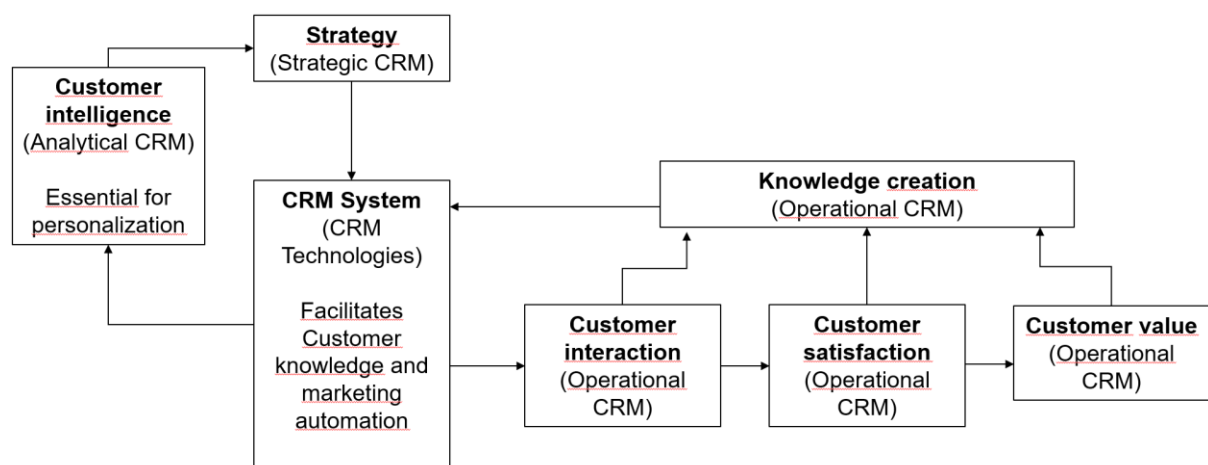 Strategy
(Strategic CRM)
Customer
intelligence
(Analytical CRM)
Essential for
personalization
CRM System
(CRM
Technologies)
Facilitates
Customer
knowledge and
marketing
automation
Knowledge creation
(Operational CRM)
Customer
interaction
(Operational
CRM)
Customer
satisfaction
(Operational
CRM)
Customer value
(Operational
CRM)